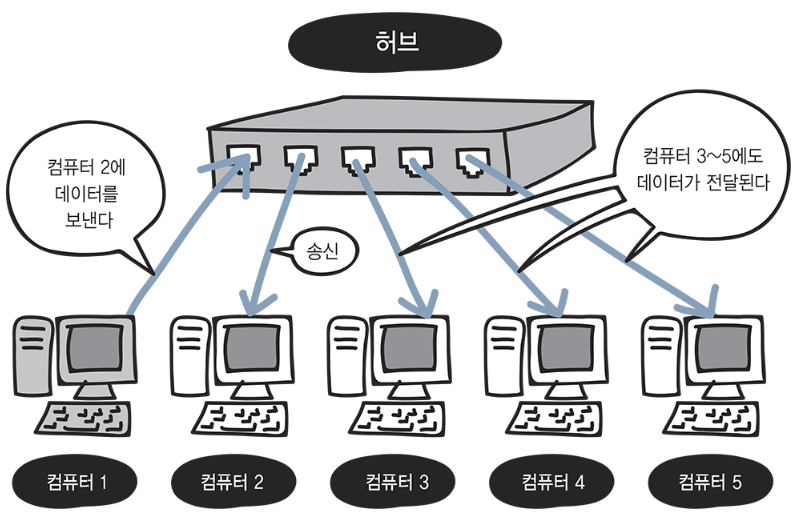 허브
컴퓨터 2에
데이터를
보낸다
컴퓨터 3~5에도
데이터가 전달된다
송신
컴퓨터 1
컴퓨터 2
컴퓨터 3
컴퓨터 4
컴퓨터 5